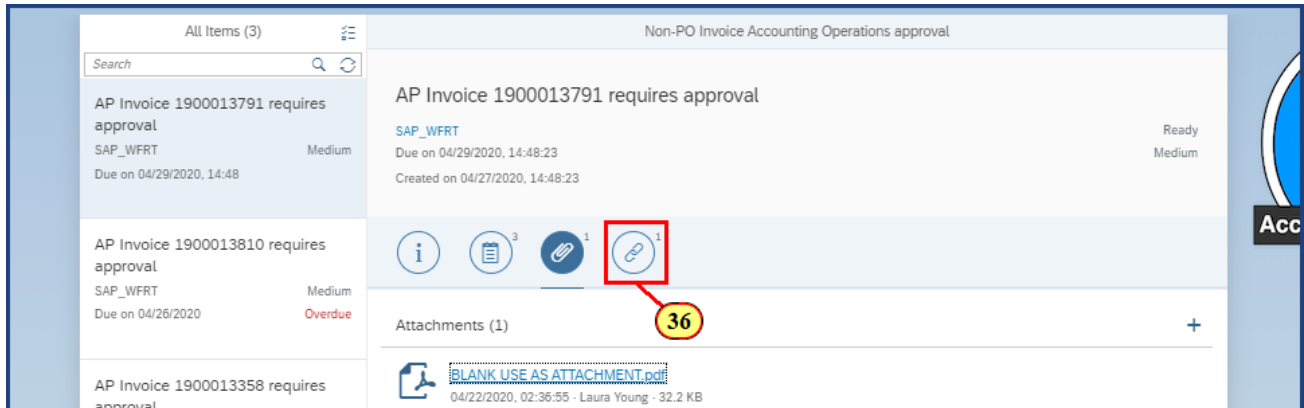 All Items (3)
Search
AP Invoice 1900013791 requires
approval
SAP_WFRT Medium
Due on 04/29/2020, 14:48
AP Invoice 1900013810 requires
approval
SAP_WFRT Medium
Due on 04/26/2020 Overdue
AP Invoice 1900013358 requires
approval
Non-PO Invoice Accounting Operations approval
AP Invoice 1900013791 requires approval
SAP_WFRT Ready
Due on 04/29/2020, 14:48:23 Medium
Created on 04/27/2020, 14:48:23
i 3 1 1
36
Attachments (1) +
BLANK USE AS ATTACHMENT.pdf
04/22/2020, 02:36:55 · Laura Young · 32.2 KB
Acc